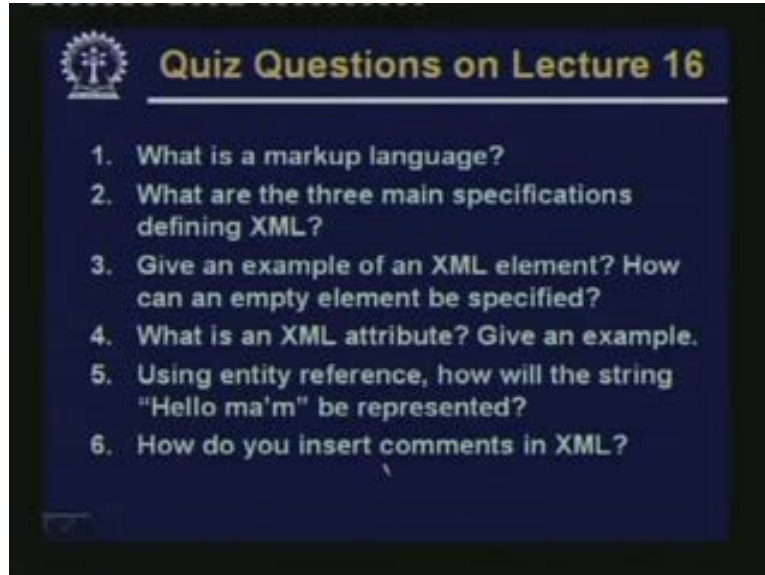 Quiz Questions on Lecture 16
1. What is a markup language?
2. What are the three main specifications
defining XML?
3. Give an example of an XML element? How
can an empty element be specified?
4. What is an XML attribute? Give an example.
5. Using entity reference, how will the string
“Hello ma’m” be represented?
6. How do you insert comments in XML?